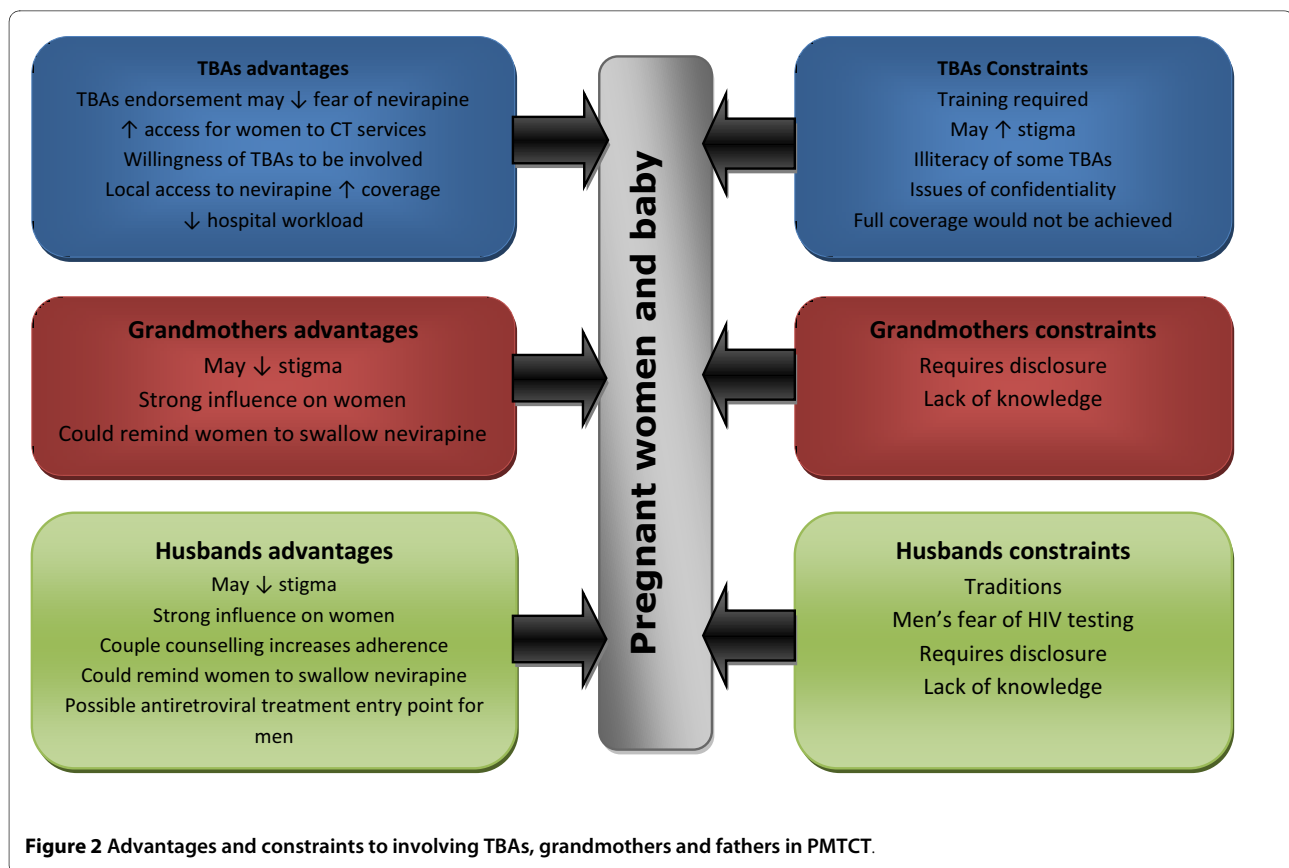 TBAs advantages
TBAs endorsement may ↓ fear of nevirapine
↑ access for women to CT services
Willingness of TBAs to be involved
Local access to nevirapine ↑ coverage
↓ hospital workload
TBAs Constraints
Training required
May ↑ stigma
Illiteracy of some TBAs
Issues of confidentiality
Full coverage would not be achieved
Pregnant women and baby
Grandmothers advantages
May ↓ stigma
Strong influence on women
Could remind women to swallow nevirapine
Grandmothers constraints
Requires disclosure
Lack of knowledge
Husbands advantages
May ↓ stigma
Strong influence on women
Couple counselling increases adherence
Could remind women to swallow nevirapine
Possible antiretroviral treatment entry point for
men
Husbands constraints
Traditions
Men’s fear of HIV testing
Requires disclosure
Lack of knowledge
Figure 2 Advantages and constraints to involving TBAs, grandmothers and fathers in PMTCT.